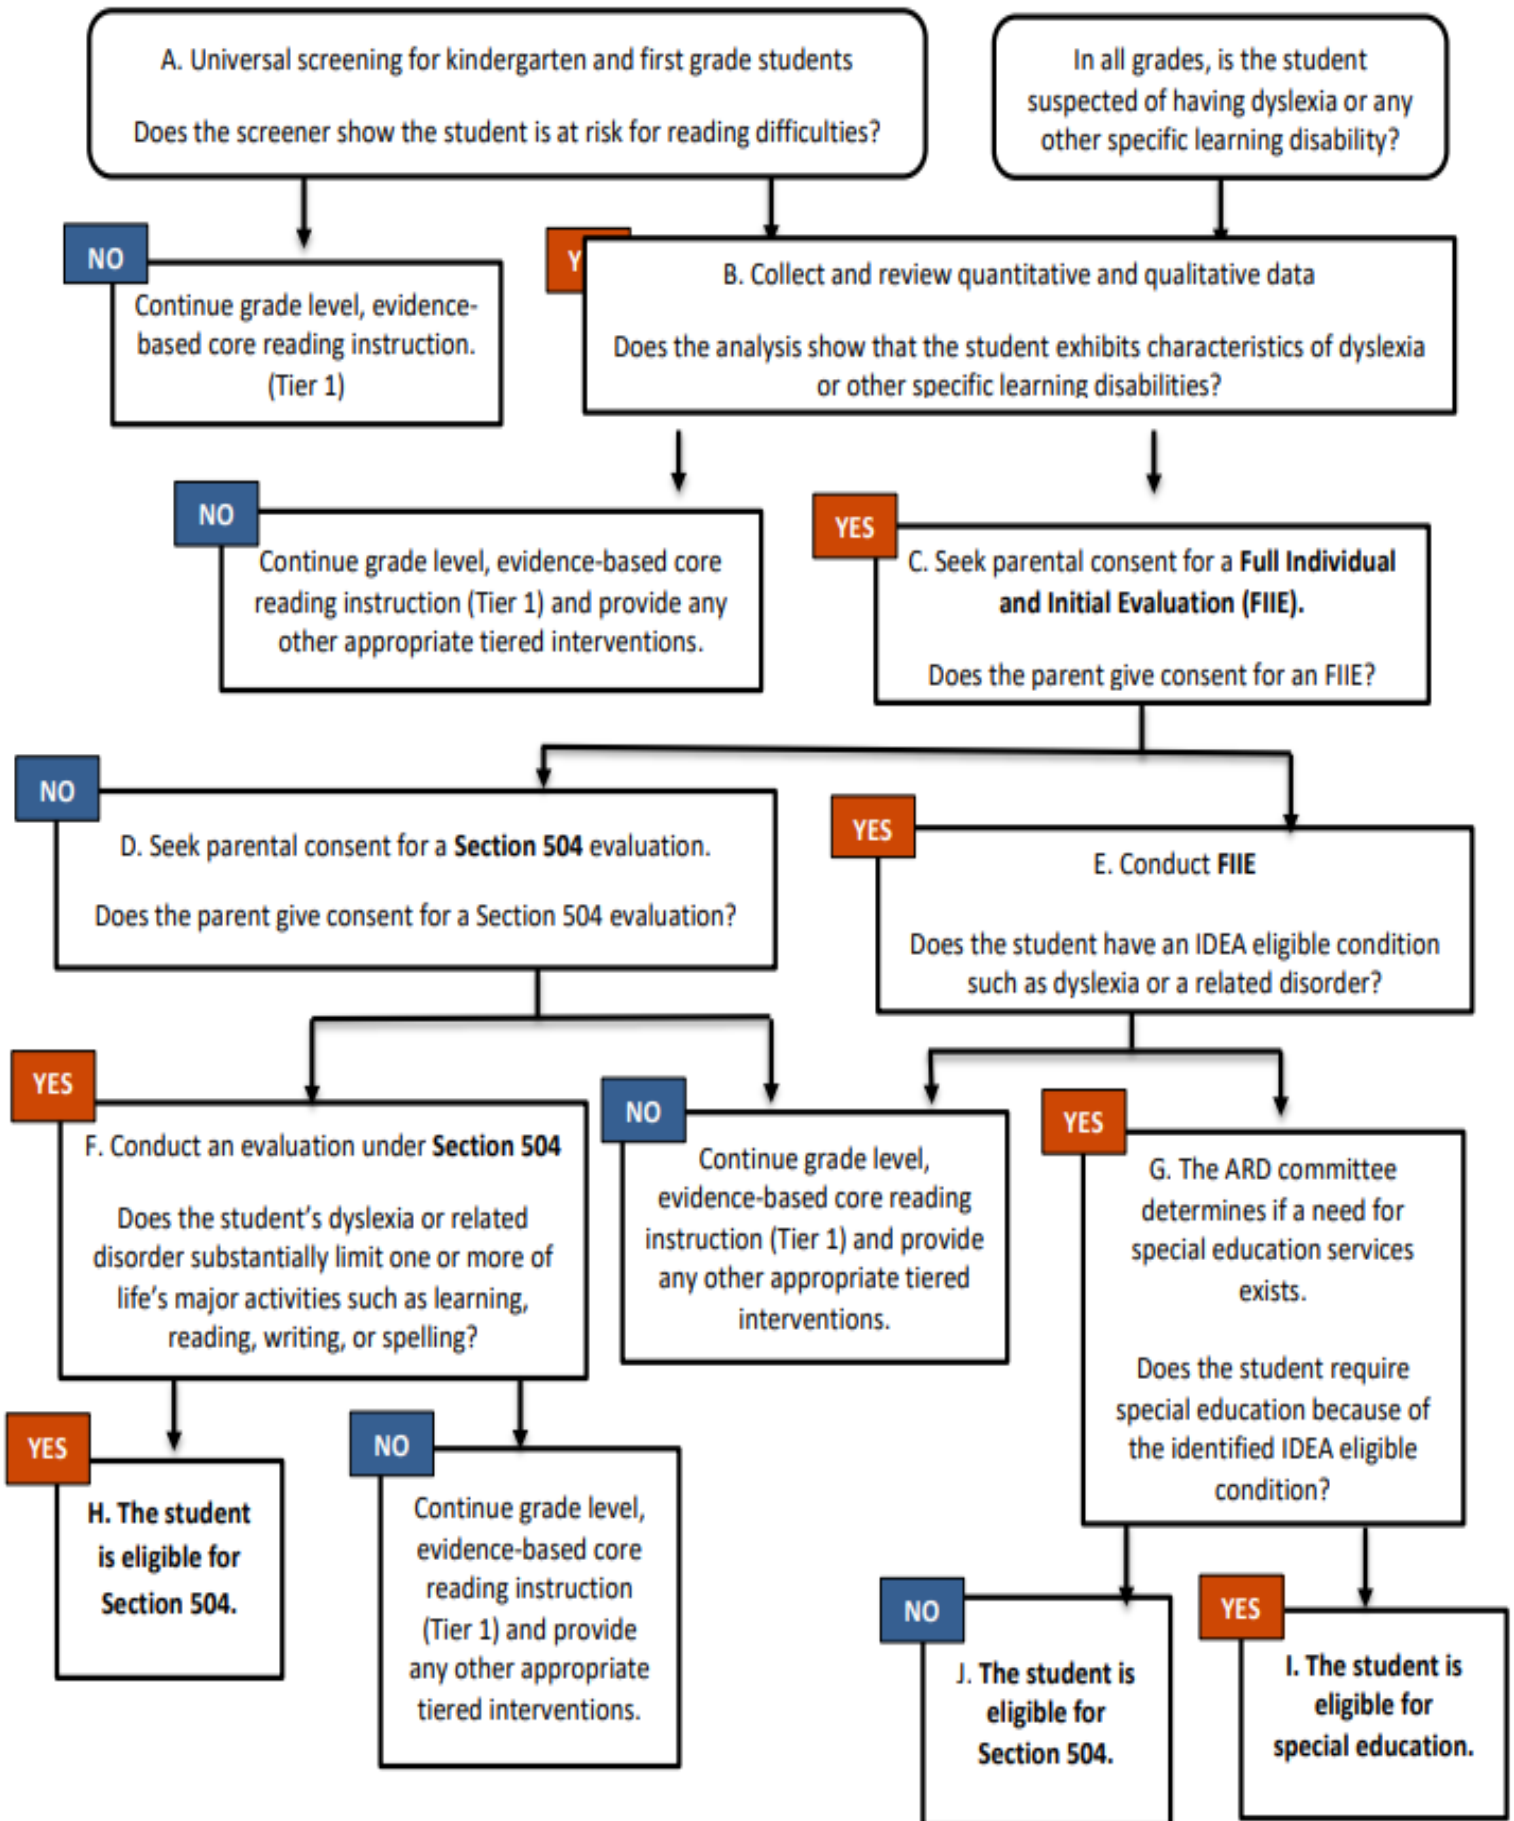 A. Universal screening for kindergarten and first grade students
Does the screener show the student is at risk for reading difficulties?
In all grades, is the student
suspected of having dyslexia or any
other specific learning disability?
NO
Continue grade level, evidence-
based core reading instruction.
(Tier 1)
Y
B. Collect and review quantitative and qualitative data
Does the analysis show that the student exhibits characteristics of dyslexia
or other specific learning disabilities?
NO
Continue grade level, evidence-based core
reading instruction (Tier 1) and provide any
other appropriate tiered interventions.
YES
C. Seek parental consent for a Full Individual
and Initial Evaluation (FIIE).
Does the parent give consent for an FIIE?
NO
D. Seek parental consent for a Section 504 evaluation.
Does the parent give consent for a Section 504 evaluation?
YES
E. Conduct FIIE
Does the student have an IDEA eligible condition
such as dyslexia or a related disorder?
YES
F. Conduct an evaluation under Section 504
Does the student’s dyslexia or related
disorder substantially limit one or more of
life’s major activities such as learning,
reading, writing, or spelling?
NO
Continue grade level,
evidence-based core reading
instruction (Tier 1) and provide
any other appropriate tiered
interventions.
YES
G. The ARD committee
determines if a need for
special education services
exists.
Does the student require
special education because of
the identified IDEA eligible
condition?
YES
H. The student
is eligible for
Section 504.
NO
Continue grade level,
evidence-based core
reading instruction
(Tier 1) and provide
any other appropriate
tiered interventions.
NO
J. The student is
eligible for
Section 504.
YES
I. The student is
eligible for
special education.